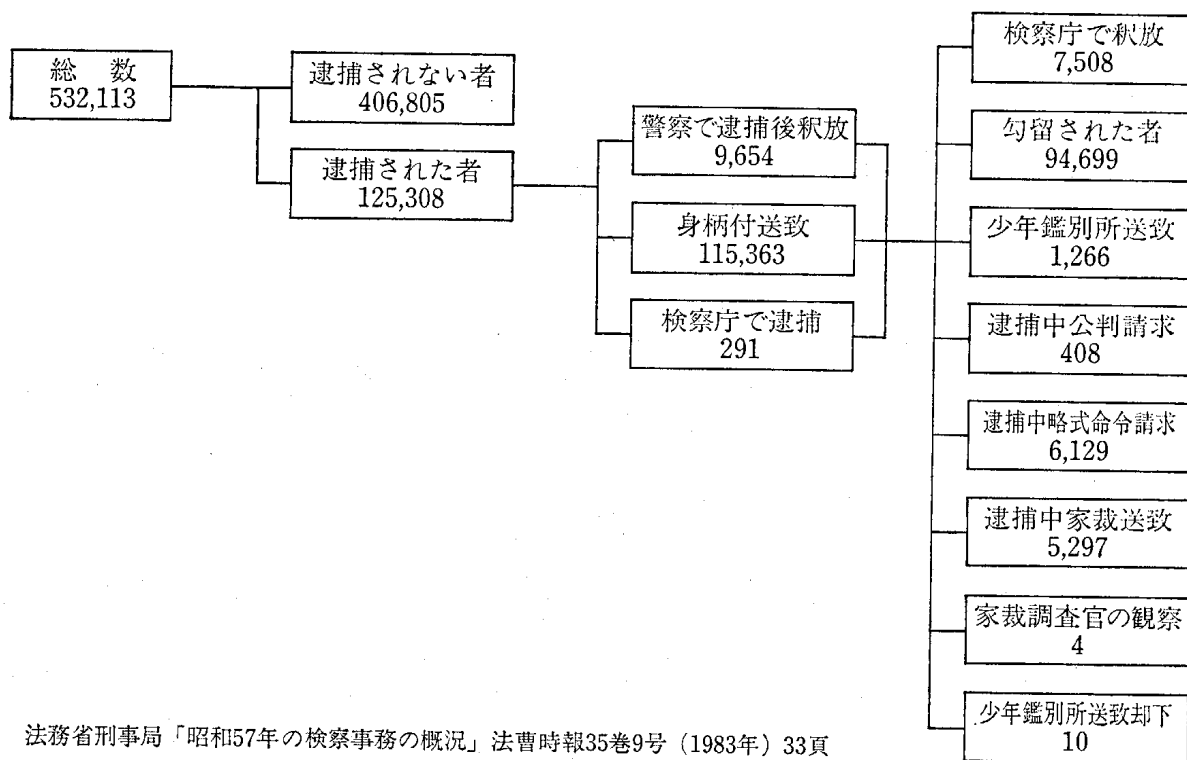 総　数
532,113
逮捕されない者
406,805
逮捕された者
125,308
警察で逮捕後釈放
9,654
身柄付送致
115,363
検察庁で逮捕
291
検察庁で釈放
7,508
勾留された者
94,699
少年鑑別所送致
1,266
逮捕中公判請求
408
逮捕中略式命令請求
6,129
逮捕中家裁送致
5,297
家裁調査官の観察
4
少年鑑別所送致却下
10
法務省刑事局「昭和57年の検察事務の概況」法曹時報35巻9号（1983年）33頁